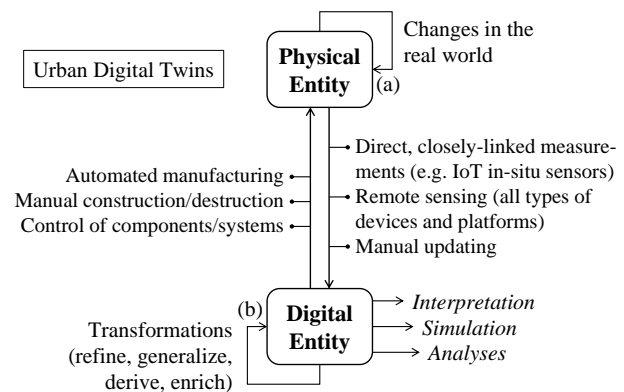 Changes in the
real world
Urban Digital Twins
Physical
Entity
(a)
Direct, closely-linked measure-
ments (e.g. IoT in-situ sensors)
Remote sensing (all types of
devices and platforms)
Manual updating
Automated manufacturing
Manual construction/destruction
Control of components/systems
(b)
Digital
Entity
Transformations
(refine, generalize,
derive, enrich)
Interpretation
Simulation
Analyses